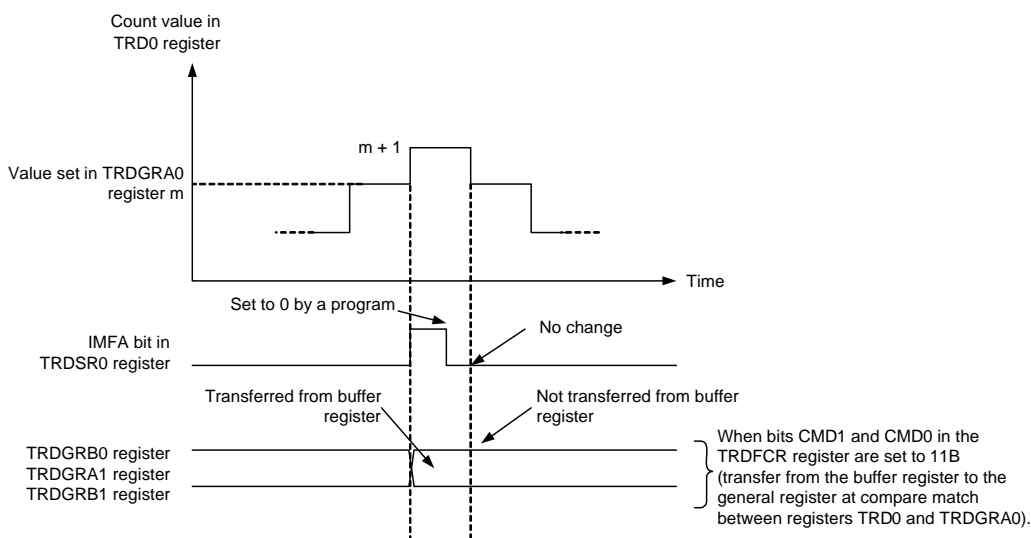 Count value in
TRD0 register
m + 1
Value set in TRDGRA0
register m
Time
Set to 0 by a program
No change
IMFA bit in
TRDSR0 register
Transferred from buffer
register
Not transferred from buffer
register
TRDGRB0 register
TRDGRA1 register
TRDGRB1 register
When bits CMD1 and CMD0 in the
TRDFCR register are set to 11B
(transfer from the buffer register to the
general register at compare match
between registers TRD0 and TRDGRA0).